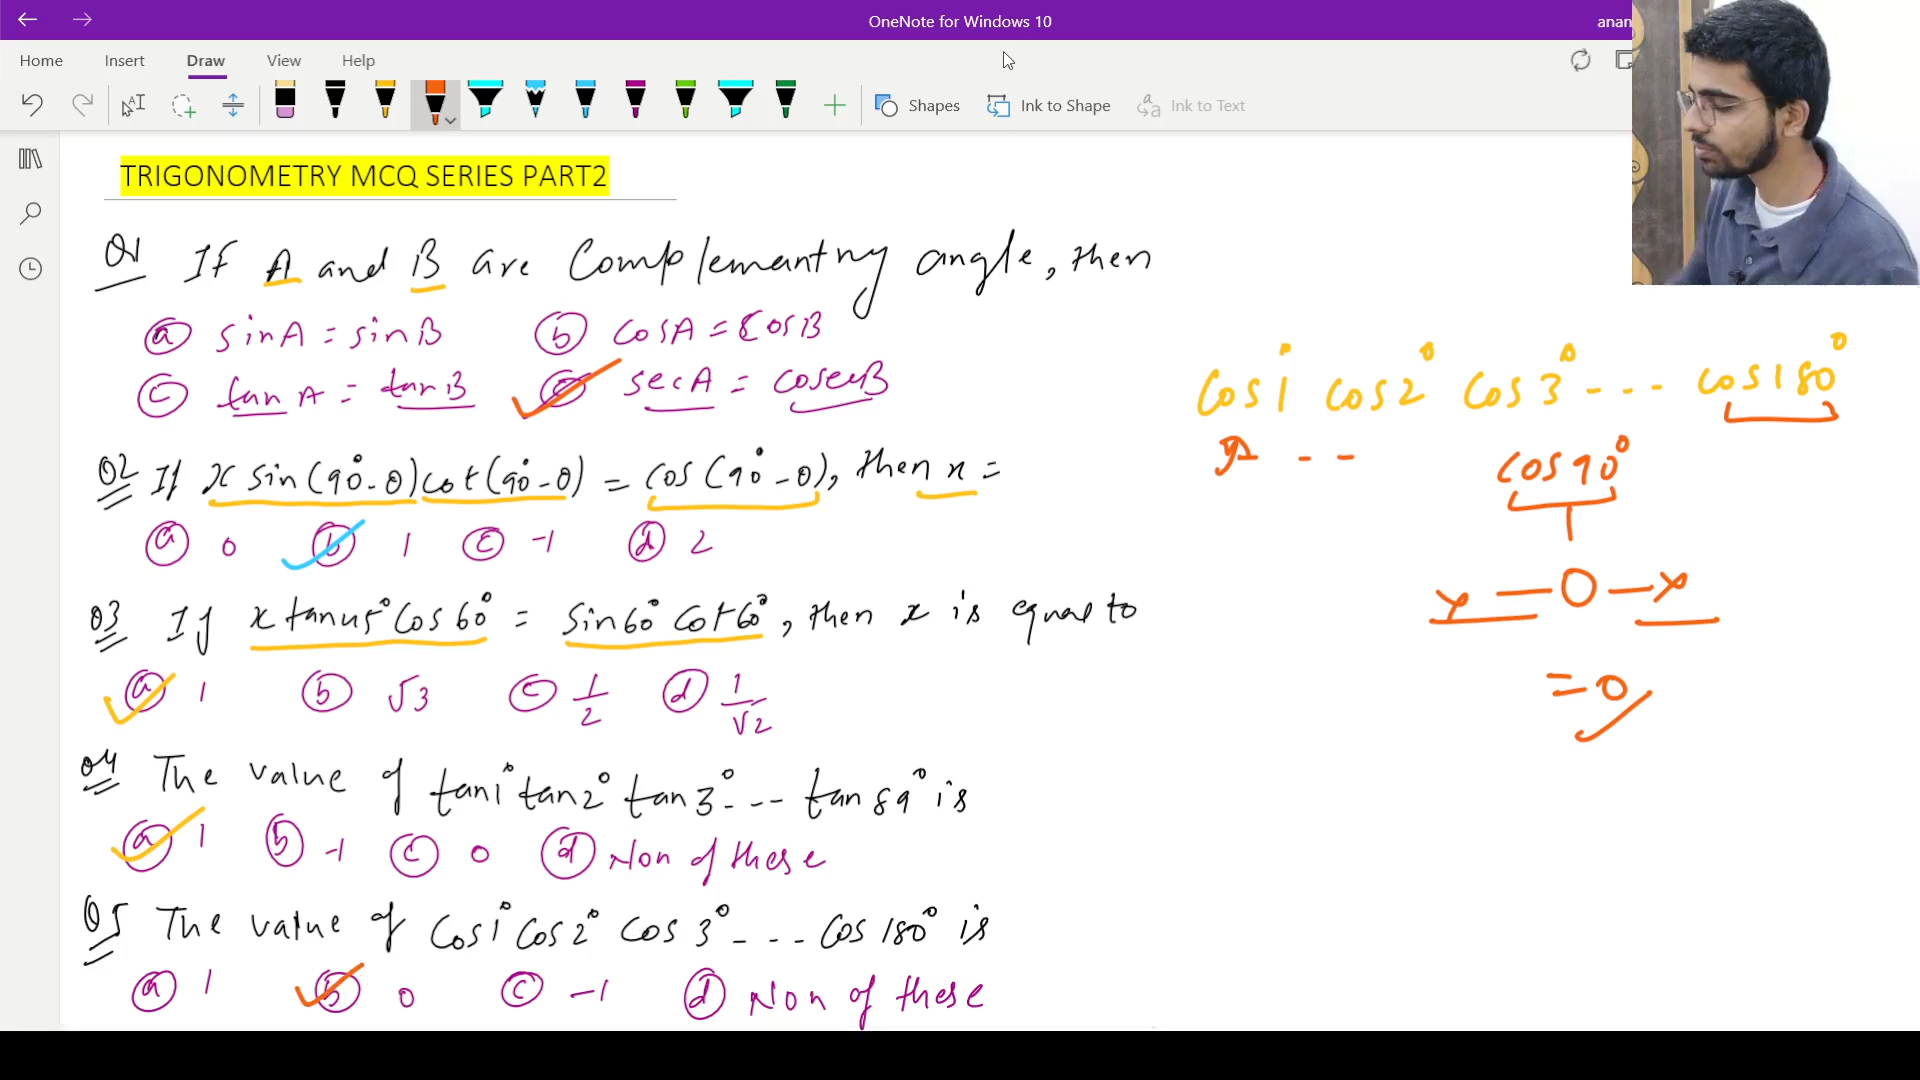 OneNote for Windows 10
anan
Home Insert Draw View Help
Shapes Ink to Shape Ink to Text
TRIGONOMETRY MCQ SERIES PART2
Q1 If A and B are Complementry angle, then
(a) sinA = sinB (b) cosA = cosB
(c) tanA = tanB secA = cosecB
Q2 If x sin(90°-θ) cot(90°-θ) = cos(90°-θ), then x =
(a) 0 (b) 1 (c) -1 (d) 2
Q3 If x tan45° cos60° = sin60° cot60°, then x is equal to
(a) 1 (b) √3 (c) 1/2 (d) 1/√2
Q4 The value of tan1° tan2° tan3° --- tan89° is
(a) 1 (b) -1 (c) 0 (d) Non of these
Q5 The value of cos1° cos2° cos3° --- cos180° is
(a) 1 (b) 0 (c) -1 (d) Non of these
cos1° cos2° cos3° --- cos180°
cos90°
0
= 0